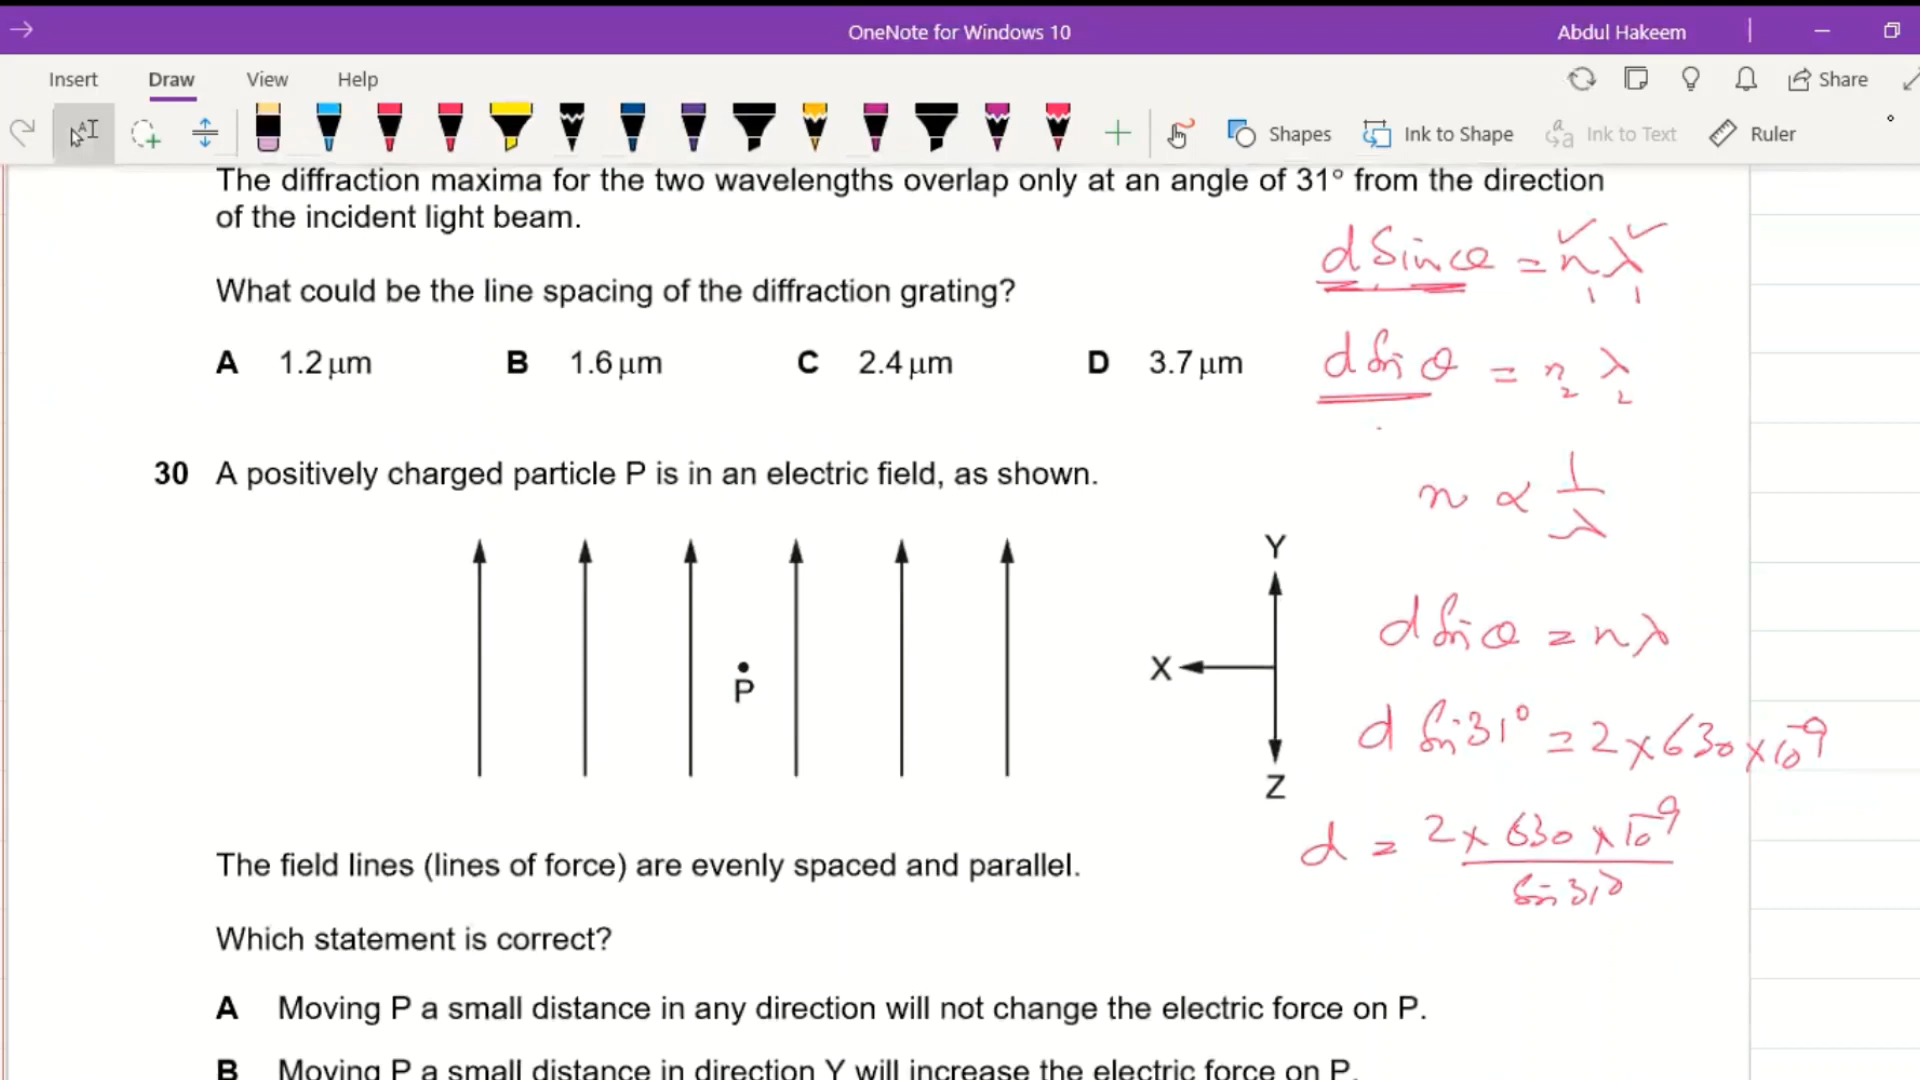 OneNote for Windows 10
Abdul Hakeem
Insert Draw View Help
Share
Shapes Ink to Shape Ink to Text Ruler
The diffraction maxima for the two wavelengths overlap only at an angle of 31° from the direction
of the incident light beam.
What could be the line spacing of the diffraction grating?
A 1.2 μm B 1.6 μm C 2.4 μm D 3.7 μm
d Sinθ = n₁ λ₁
d Sin θ = n₂ λ₂
n ∝ 1/λ
d Sin θ = nλ
d Sin 31° = 2 × 630 × 10⁻⁹
d = 2 × 630 × 10⁻⁹ / Sin 31°
30 A positively charged particle P is in an electric field, as shown.
P
Y
X
Z
The field lines (lines of force) are evenly spaced and parallel.
Which statement is correct?
A Moving P a small distance in any direction will not change the electric force on P.
B Moving P a small distance in direction Y will increase the electric force on P.